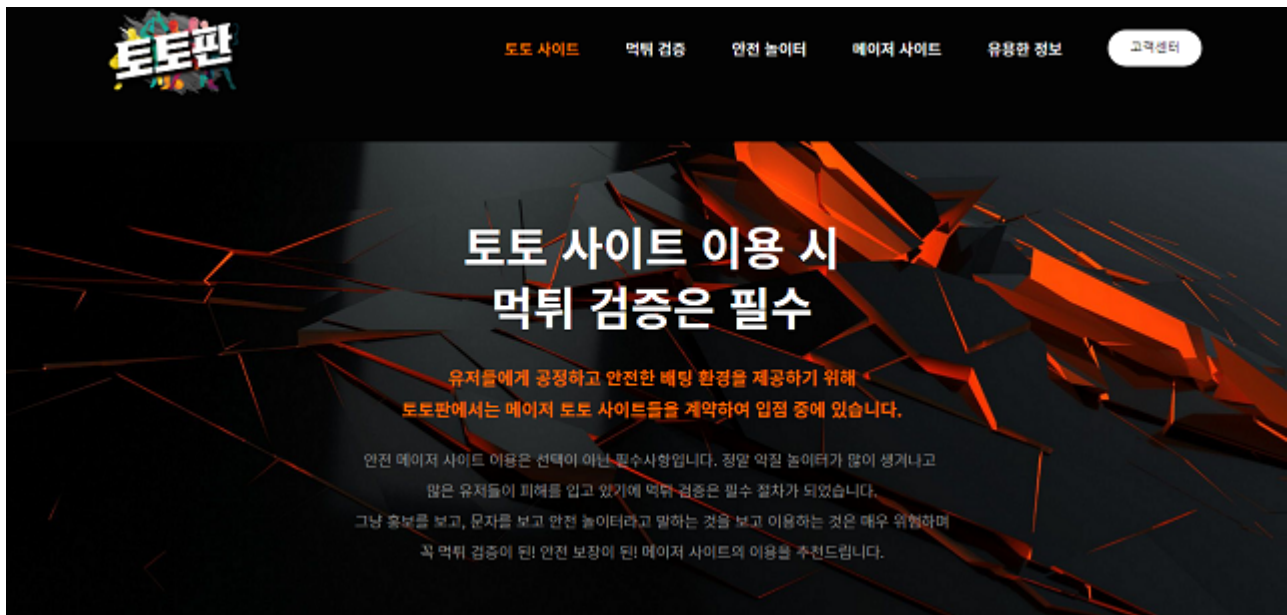 토토판
토토 사이트
먹튀 검증
안전 놀이터
메이저 사이트
유용한 정보
고객센터
토토 사이트 이용 시
먹튀 검증은 필수
유저들에게 공정하고 안전한 배팅 환경을 제공하기 위해
토토판에서는 메이저 토토 사이트들을 계약하여 입점 중에 있습니다.
안전 메이저 사이트 이용은 선택이 아닌 필수사항입니다. 정말 악질 놀이터가 많이 생겨나고
많은 유저들이 피해를 입고 있기에 먹튀 검증은 필수 절차가 되었습니다.
그냥 홍보를 보고, 문자를 보고 안전 놀이터라고 말하는 것을 보고 이용하는 것은 매우 위험하며
꼭 먹튀 검증이 된! 안전 보장이 된! 메이저 사이트의 이용을 추천드립니다.